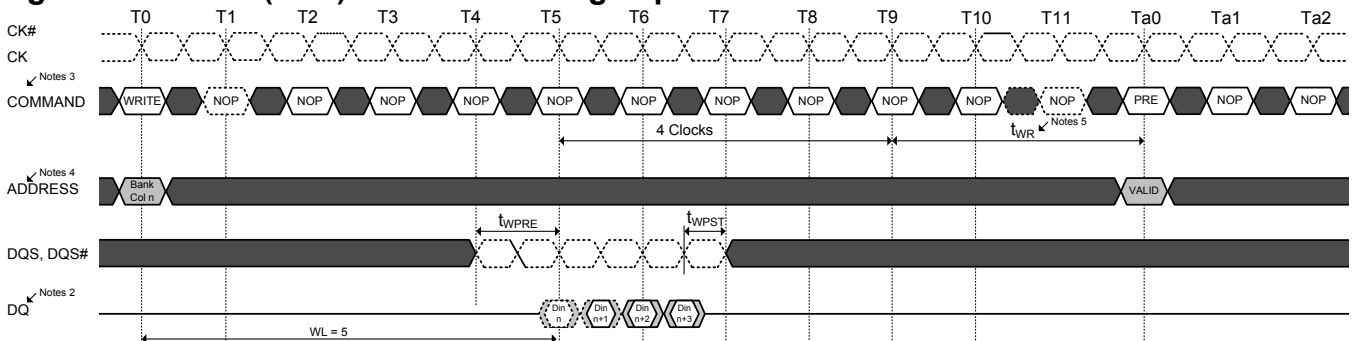 T0 T1 T2 T3 T4 T5 T6 T7 T8 T9 T10 T11 Ta0 Ta1 Ta2
CK#
CK
Notes 3
COMMAND WRITE NOP NOP NOP NOP NOP NOP NOP NOP NOP NOP NOP PRE NOP NOP
4 Clocks tWR Notes 5
Notes 4
ADDRESS Bank Col n VALID
tWPRE tWPST
DQS, DQS#
Notes 2
DQ Din n Din n+1 Din n+2 Din n+3
WL = 5